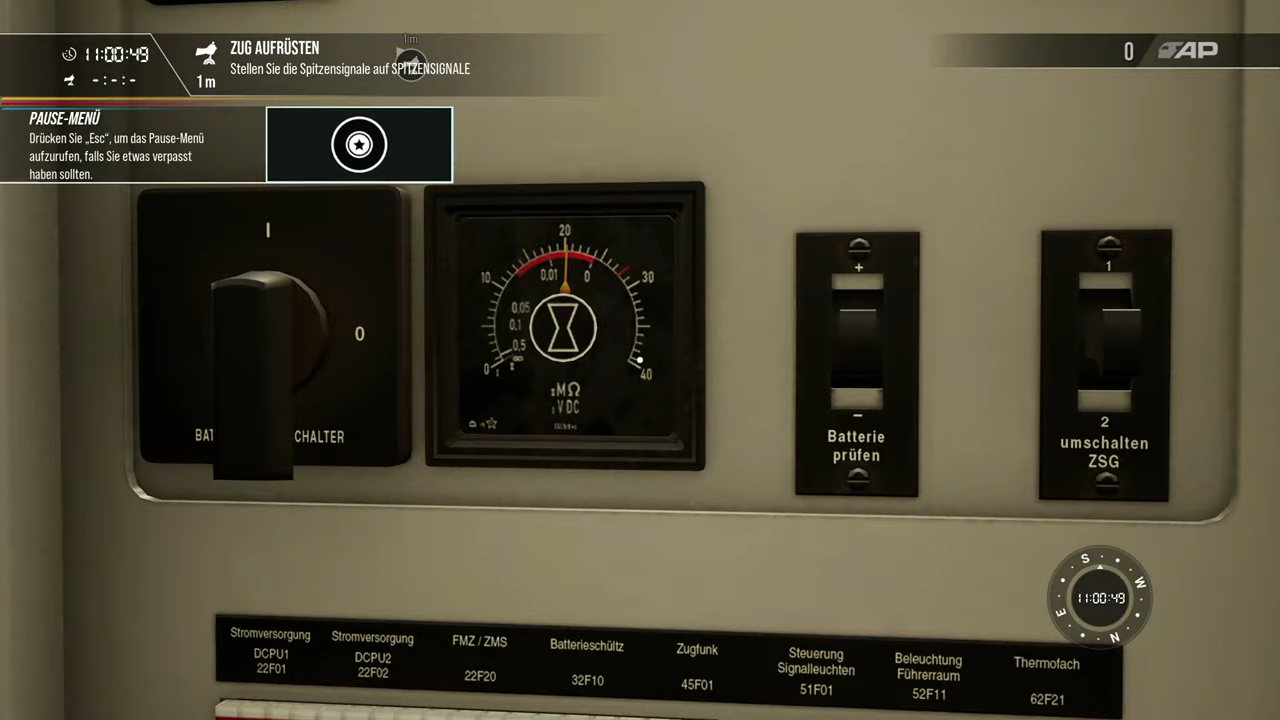 11:00:49
- : - : -
1 m
ZUG AUFRÜSTEN
Stellen Sie die Spitzensignale auf SPITZENSIGNALE
1m
0 AP
PAUSE-MENÜ
Drücken Sie „Esc“, um das Pause-Menü
aufzurufen, falls Sie etwas verpasst
haben sollten.
I
0
BAT
CHALTER
20
10
30
0,01
0
0,05
0,1
0,5
∞
0
40
MΩ
V DC
+
-
Batterie
prüfen
1
2
umschalten
ZSG
S
W
E
N
11:00:49
Stromversorgung
DCPU1
22F01
Stromversorgung
DCPU2
22F02
FMZ / ZMS
22F20
Batterieschültz
32F10
Zugfunk
45F01
Steuerung
Signalleuchten
51F01
Beleuchtung
Führerraum
52F11
Thermofach
62F21